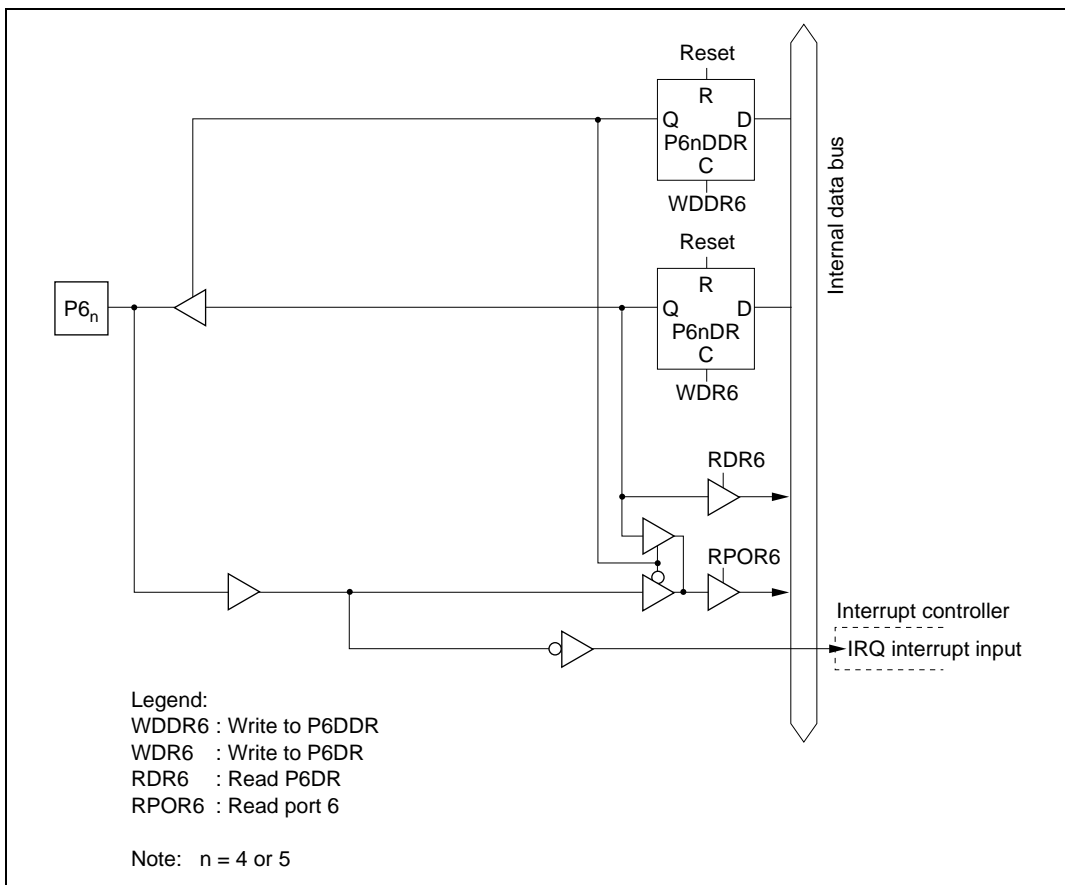 Reset
R
Q D
P6nDDR
C
WDDR6
Reset
R
P6n
Q D
P6nDR
C
WDR6
Internal data bus
RDR6
RPOR6
Interrupt controller
IRQ interrupt input
Legend:
WDDR6 : Write to P6DDR
WDR6 : Write to P6DR
RDR6 : Read P6DR
RPOR6 : Read port 6
Note: n = 4 or 5